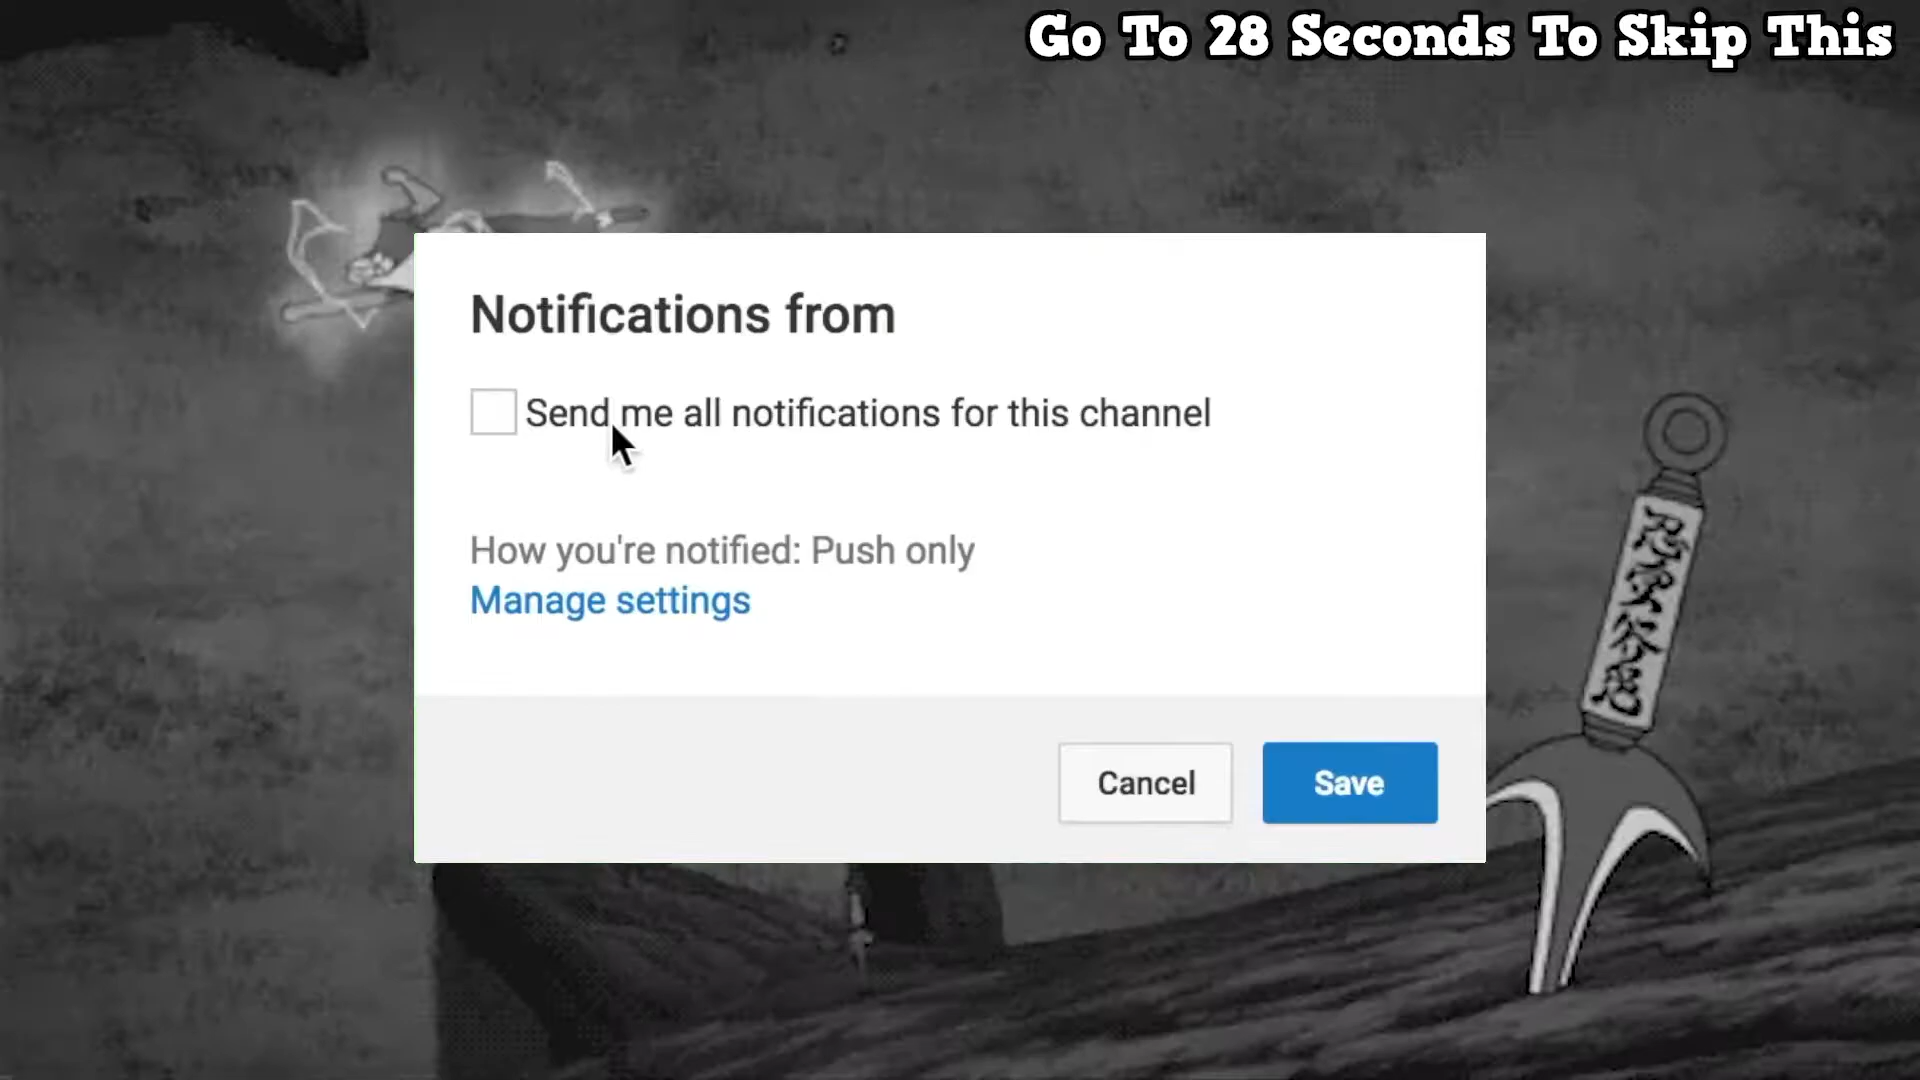 Go To 28 Seconds To Skip This
Notifications from
Send me all notifications for this channel
How you're notified: Push only
Manage settings
Cancel
Save